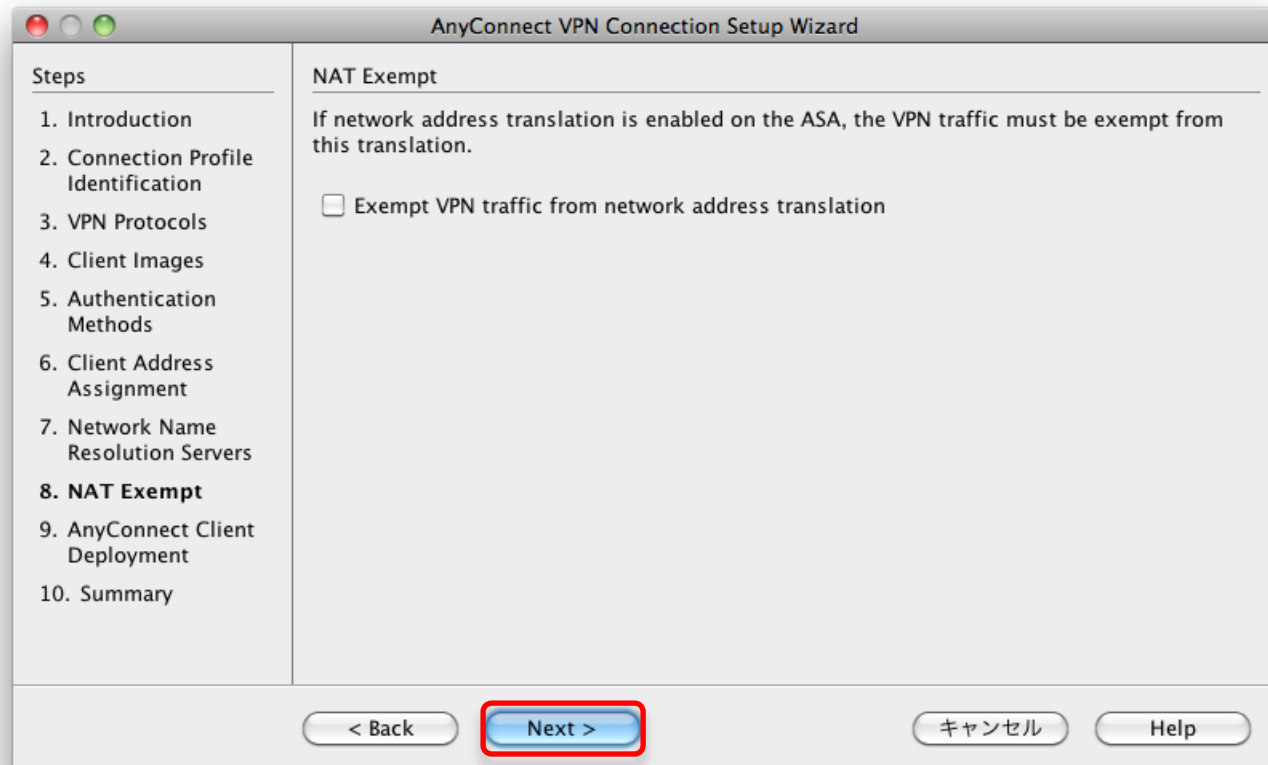 AnyConnect VPN Connection Setup Wizard
Steps
1. Introduction
2. Connection Profile
Identification
3. VPN Protocols
4. Client Images
5. Authentication
Methods
6. Client Address
Assignment
7. Network Name
Resolution Servers
8. NAT Exempt
9. AnyConnect Client
Deployment
10. Summary
NAT Exempt
If network address translation is enabled on the ASA, the VPN traffic must be exempt from
this translation.
Exempt VPN traffic from network address translation
< Back
Next >
キャンセル
Help